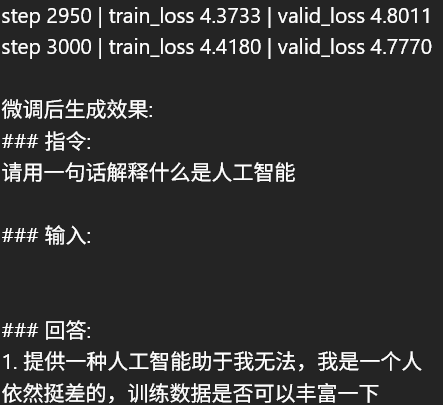 step 2950 | train_loss 4.3733 | valid_loss 4.8011
step 3000 | train_loss 4.4180 | valid_loss 4.7770
微调后生成效果:
### 指令:
请用一句话解释什么是人工智能
### 输入:
### 回答:
1. 提供一种人工智能助于我无法，我是一个人
依然挺差的，训练数据是否可以丰富一下